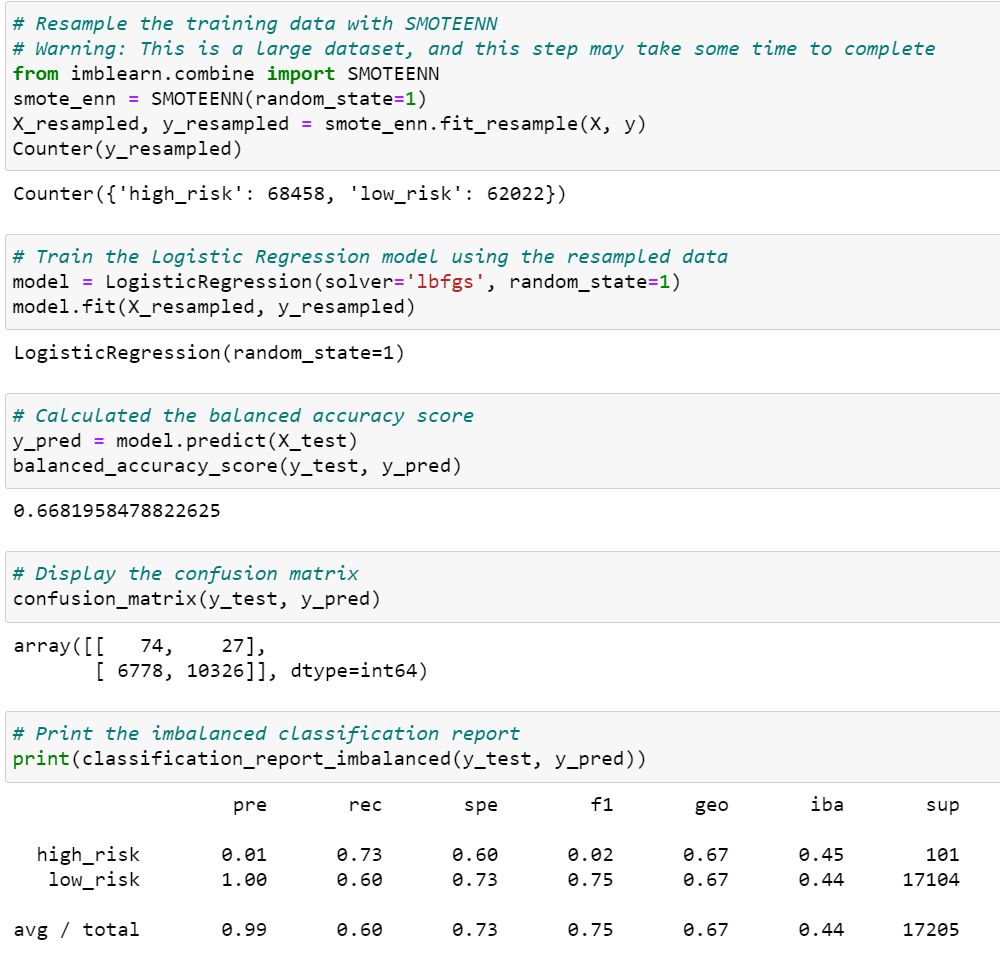 # Resample the training data with SMOTEENN
# Warning: This is a large dataset, and this step may take some time to complete
from imblearn.combine import SMOTEENN
smote_enn = SMOTEENN(random_state=1)
X_resampled, y_resampled = smote_enn.fit_resample(X, y)
Counter(y_resampled)
Counter({'high_risk': 68458, 'low_risk': 62022})
# Train the Logistic Regression model using the resampled data
model = LogisticRegression(solver='lbfgs', random_state=1)
model.fit(X_resampled, y_resampled)
LogisticRegression(random_state=1)
# Calculated the balanced accuracy score
y_pred = model.predict(X_test)
balanced_accuracy_score(y_test, y_pred)
0.6681958478822625
# Display the confusion matrix
confusion_matrix(y_test, y_pred)
array([[   74,    27],
       [ 6778, 10326]], dtype=int64)
# Print the imbalanced classification report
print(classification_report_imbalanced(y_test, y_pred))
                   pre       rec       spe        f1       geo       iba       sup
  high_risk       0.01      0.73      0.60      0.02      0.67      0.45       101
   low_risk       1.00      0.60      0.73      0.75      0.67      0.44     17104
avg / total       0.99      0.60      0.73      0.75      0.67      0.44     17205